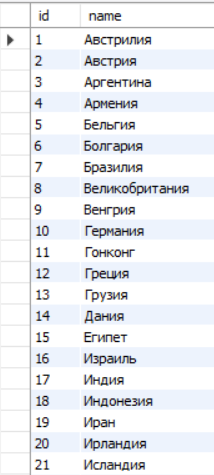 id name
1 Австрилия
2 Австрия
3 Аргентина
4 Армения
5 Бельгия
6 Болгария
7 Бразилия
8 Великобритания
9 Венгрия
10 Германия
11 Гонконг
12 Греция
13 Грузия
14 Дания
15 Египет
16 Израиль
17 Индия
18 Индонезия
19 Иран
20 Ирландия
21 Исландия